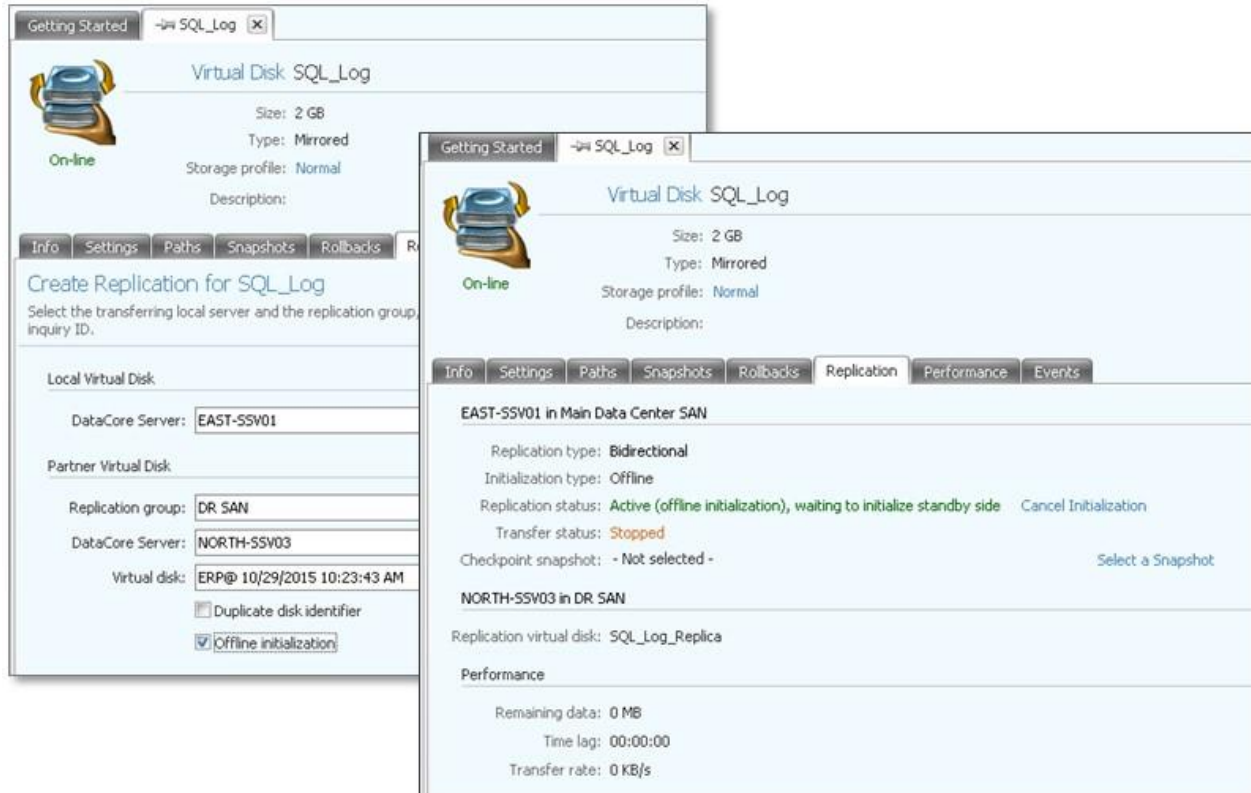 Getting Started SQL_Log
Virtual Disk SQL_Log
Size: 2 GB
Type: Mirrored
On-line
Storage profile: Normal
Description:
Info Settings Paths Snapshots Rollbacks
Create Replication for SQL_Log
Select the transferring local server and the replication group,
inquiry ID.
Local Virtual Disk
DataCore Server: EAST-SSV01
Partner Virtual Disk
Replication group: DR SAN
DataCore Server: NORTH-SSV03
Virtual disk: ERP@ 10/29/2015 10:23:43 AM
Duplicate disk identifier
Offline initialization
Getting Started SQL_Log
Virtual Disk SQL_Log
Size: 2 GB
Type: Mirrored
On-line
Storage profile: Normal
Description:
Info Settings Paths Snapshots Rollbacks Replication Performance Events
EAST-SSV01 in Main Data Center SAN
Replication type: Bidirectional
Initialization type: Offline
Replication status: Active (offline initialization), waiting to initialize standby side Cancel Initialization
Transfer status: Stopped
Checkpoint snapshot: - Not selected - Select a Snapshot
NORTH-SSV03 in DR SAN
Replication virtual disk: SQL_Log_Replica
Performance
Remaining data: 0 MB
Time lag: 00:00:00
Transfer rate: 0 KB/s